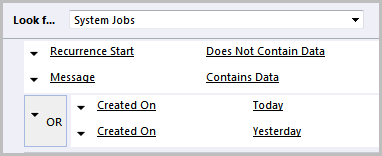 Look f... System Jobs
Recurrence Start Does Not Contain Data
Message Contains Data
Created On Today
OR
Created On Yesterday